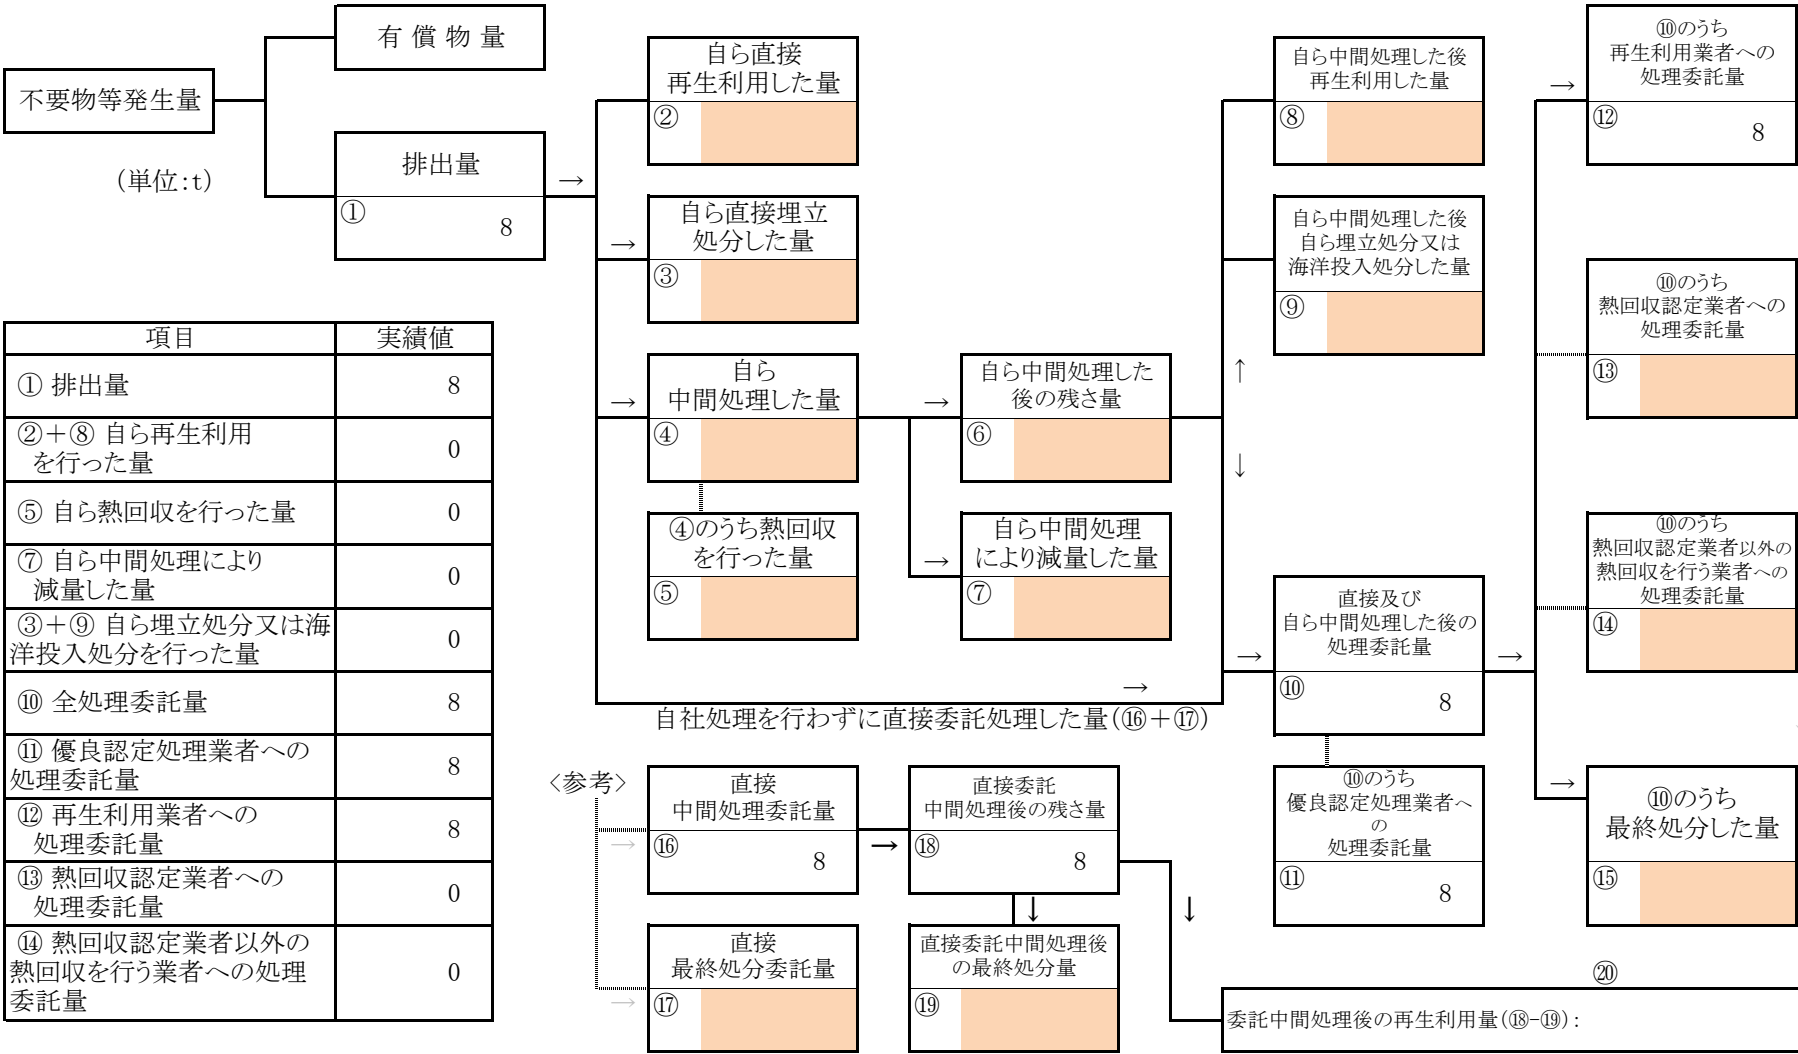 不要物等発生量
(単位:t)
有 償 物 量
排出量
①
8
→
自ら直接
再生利用した量
②
自ら直接埋立
処分した量
→
③
自ら
中間処理した量
→
④
④のうち熱回収
を行った量
⑤
自ら中間処理した
後の残さ量
→
⑥
自ら中間処理
により減量した量
→
⑦
自ら中間処理した後
再生利用した量
⑧
自ら中間処理した後
自ら埋立処分又は
海洋投入処分した量
⑨
↑
↓
直接及び
自ら中間処理した後の
処理委託量
→
⑩
8
→
⑩のうち
優良認定処理業者へ
の
処理委託量
⑪
8
→
⑩のうち
再生利用業者への
処理委託量
⑫
8
⑩のうち
熱回収認定業者への
処理委託量
⑬
⑩のうち
熱回収認定業者以外の
熱回収を行う業者への
処理委託量
⑭
→
⑩のうち
最終処分した量
⑮
→
自社処理を行わずに直接委託処理した量(⑯+⑰)
<参考>
直接
中間処理委託量
→
⑯
8
→
直接委託
中間処理後の残さ量
⑱
8
↓
↓
直接
最終処分委託量
→
⑰
直接委託中間処理後
の最終処分量
⑲
⑳
委託中間処理後の再生利用量(⑱-⑲):
項目 実績値
① 排出量 8
②+⑧ 自ら再生利用
を行った量 0
⑤ 自ら熱回収を行った量 0
⑦ 自ら中間処理により
減量した量 0
③+⑨ 自ら埋立処分又は海
洋投入処分を行った量 0
⑩ 全処理委託量 8
⑪ 優良認定処理業者への
処理委託量 8
⑫ 再生利用業者への
処理委託量 8
⑬ 熱回収認定業者への
処理委託量 0
⑭ 熱回収認定業者以外の
熱回収を行う業者への処理
委託量 0